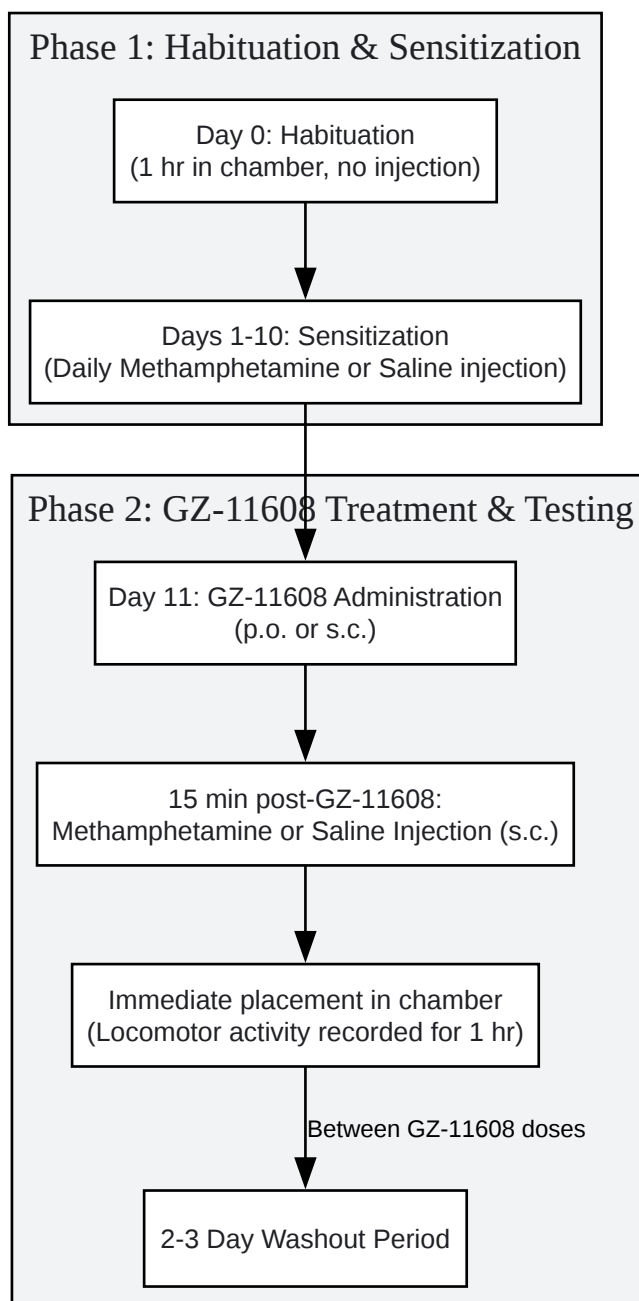 Phase 1: Habituation & Sensitization
Day 0: Habituation
(1 hr in chamber, no injection)
Days 1-10: Sensitization
(Daily Methamphetamine or Saline injection)
Phase 2: GZ-11608 Treatment & Testing
Day 11: GZ-11608 Administration
(p.o. or s.c.)
15 min post-GZ-11608:
Methamphetamine or Saline Injection (s.c.)
Immediate placement in chamber
(Locomotor activity recorded for 1 hr)
Between GZ-11608 doses
2-3 Day Washout Period